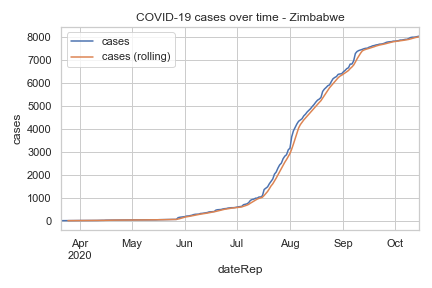 COVID-19 cases over time - Zimbabwe
cases
cases (rolling)
8000
7000
6000
5000
4000
3000
2000
1000
0
cases
Apr
2020
May
Jun
Jul
Aug
Sep
Oct
dateRep